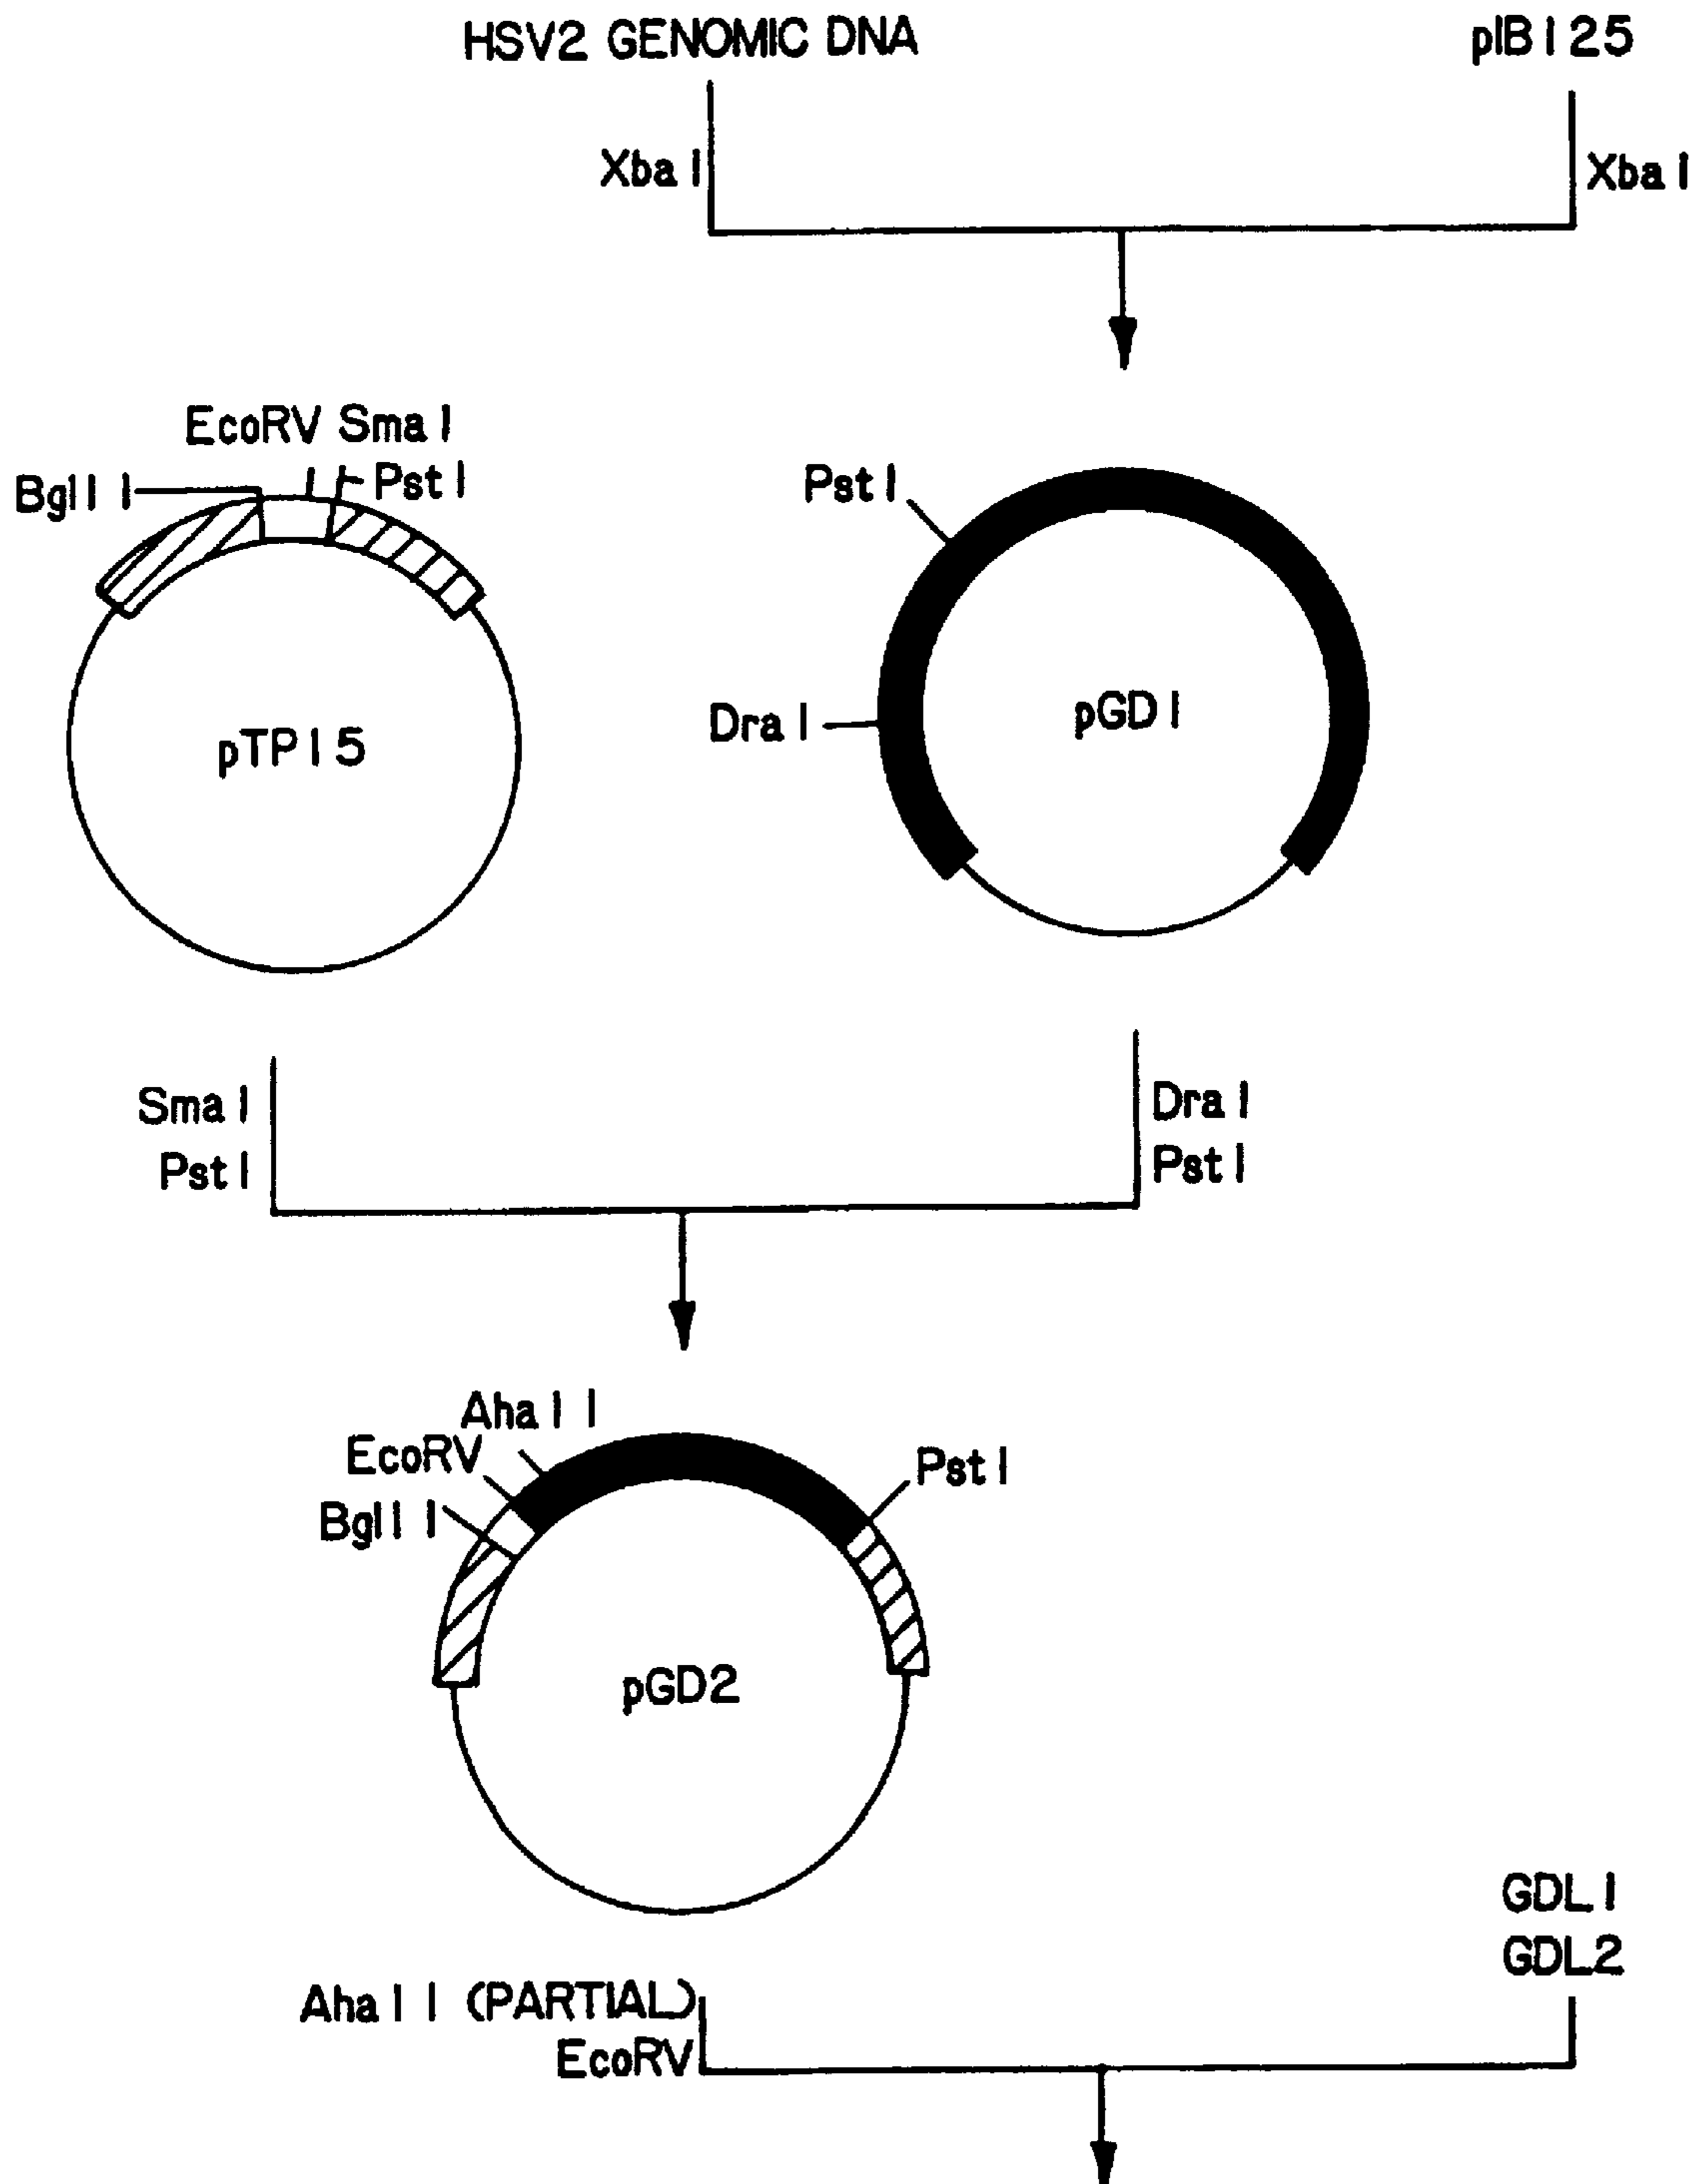 HSV2 GENOMIC DNA
pIBI25
XbaI
XbaI
EcoRV SmaI
BglII
PstI
PstI
DraI
pTP15
pGD1
SmaI
PstI
DraI
PstI
AhaII
EcoRV
BglII
PstI
pGD2
GDL1
GDL2
AhaII (PARTIAL)
EcoRV